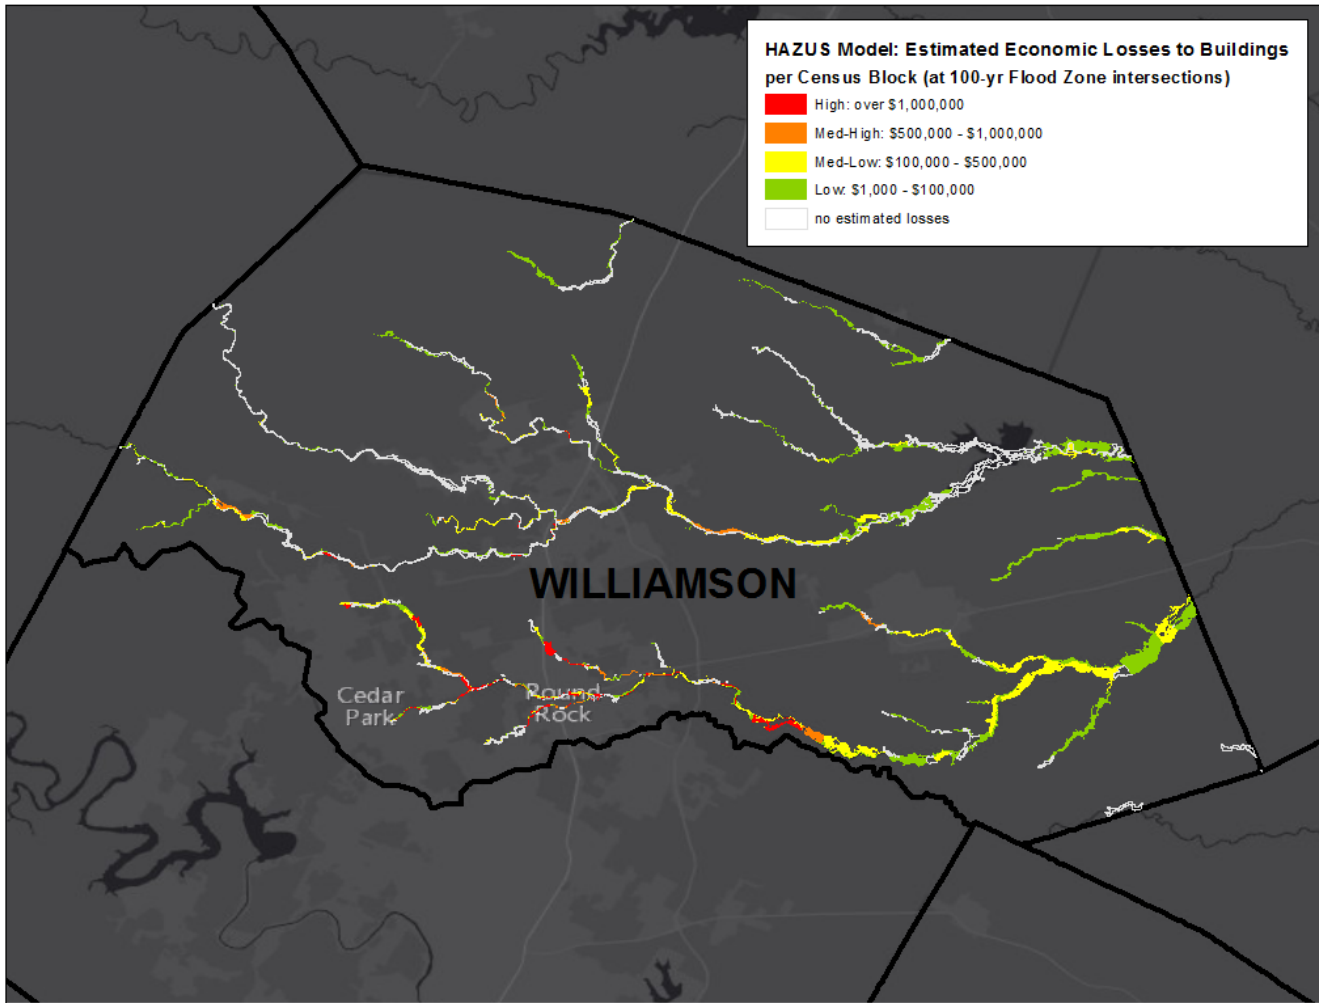 HAZUS Model: Estimated Economic Losses to Buildings
per Census Block (at 100-yr Flood Zone intersections)
High: over $1,000,000
Med-High: $500,000 - $1,000,000
Med-Low: $100,000 - $500,000
Low: $1,000 - $100,000
no estimated losses
WILLIAMSON
Cedar
Park
Round
Rock